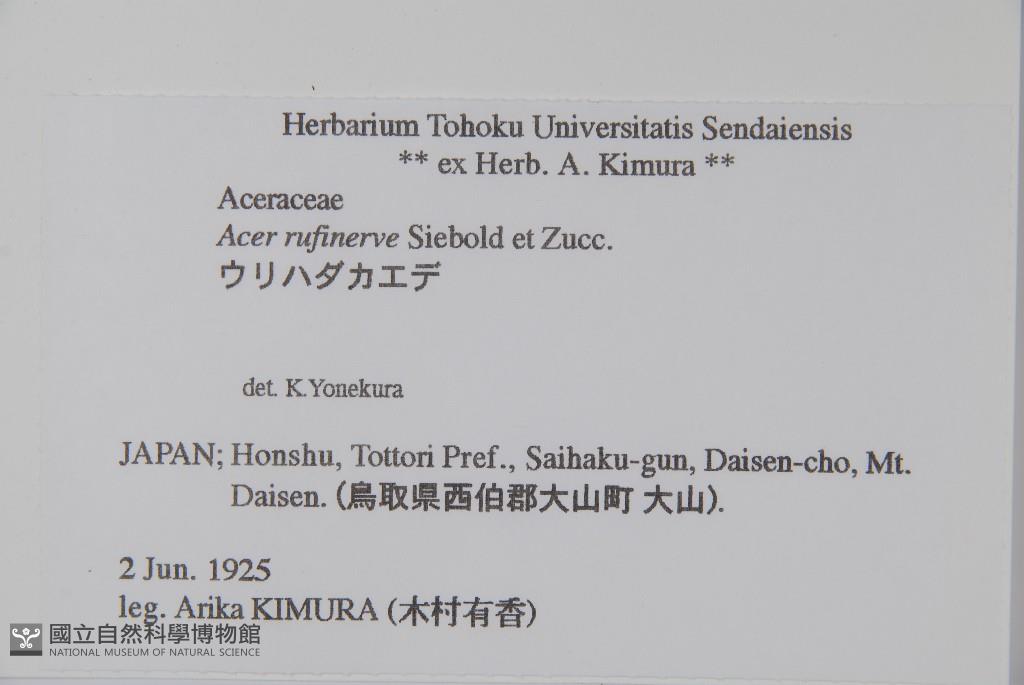 Herbarium Tohoku Universitatis Sendaiensis
** ex Herb. A. Kimura **
Aceraceae
Acer rufinerve Siebold et Zucc.
ウリハダカエデ
det. K.Yonekura
JAPAN; Honshu, Tottori Pref., Saihaku-gun, Daisen-cho, Mt.
Daisen. (鳥取県西伯郡大山町 大山).
2 Jun. 1925
leg. Arika KIMURA (木村有香)
國立自然科學博物館
NATIONAL MUSEUM OF NATURAL SCIENCE